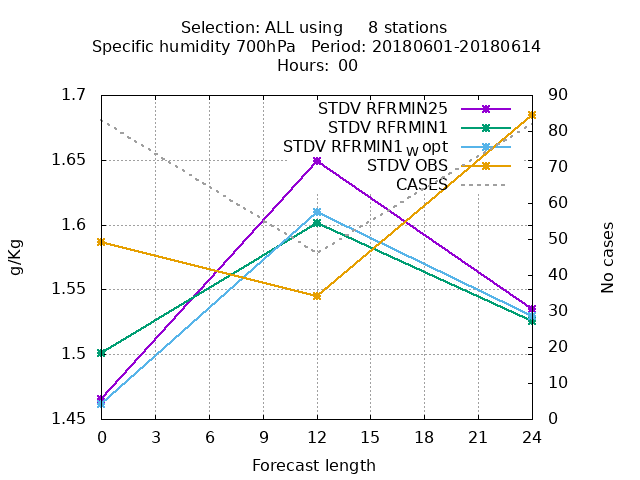 Selection: ALL using 8 stations
Specific humidity 700hPa Period: 20180601-20180614
Hours: 00
1.7
1.65
1.6
1.55
1.5
1.45
g/Kg
STDV RFRMIN25
STDV RFRMIN1
STDV RFRMIN1_W opt
STDV OBS
CASES
90
80
70
60
50
40
30
20
10
0
No cases
0 3 6 9 12 15 18 21 24
Forecast length